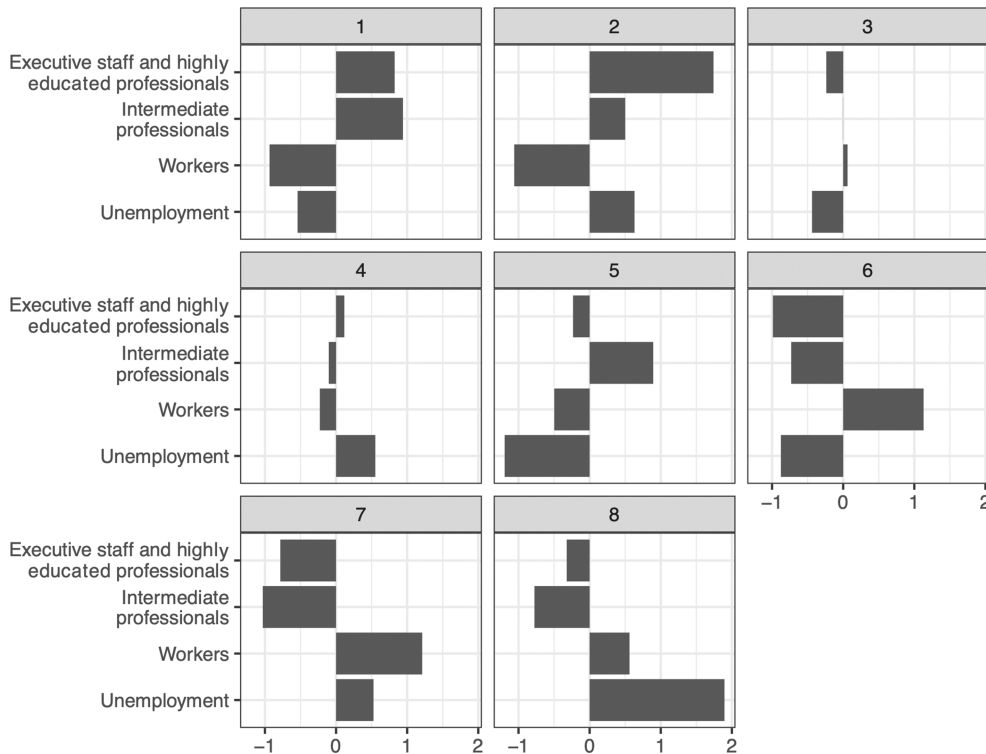 1
2
3
Executive staff and highly
educated professionals
Intermediate
professionals
Workers
Unemployment
4
5
6
Executive staff and highly
educated professionals
Intermediate
professionals
Workers
Unemployment
−1 0 1 2
7
8
Executive staff and highly
educated professionals
Intermediate
professionals
Workers
Unemployment
−1 0 1 2
−1 0 1 2